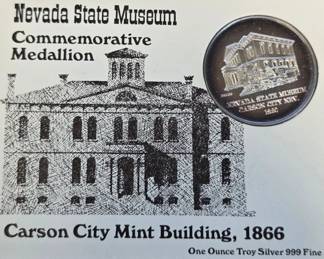 Nevada State Museum
Commemorative
Medallion
NEVADA STATE MUSEUM
CARSON CITY NEV.
Carson City Mint Building, 1866
One Ounce Troy Silver 999 Fine